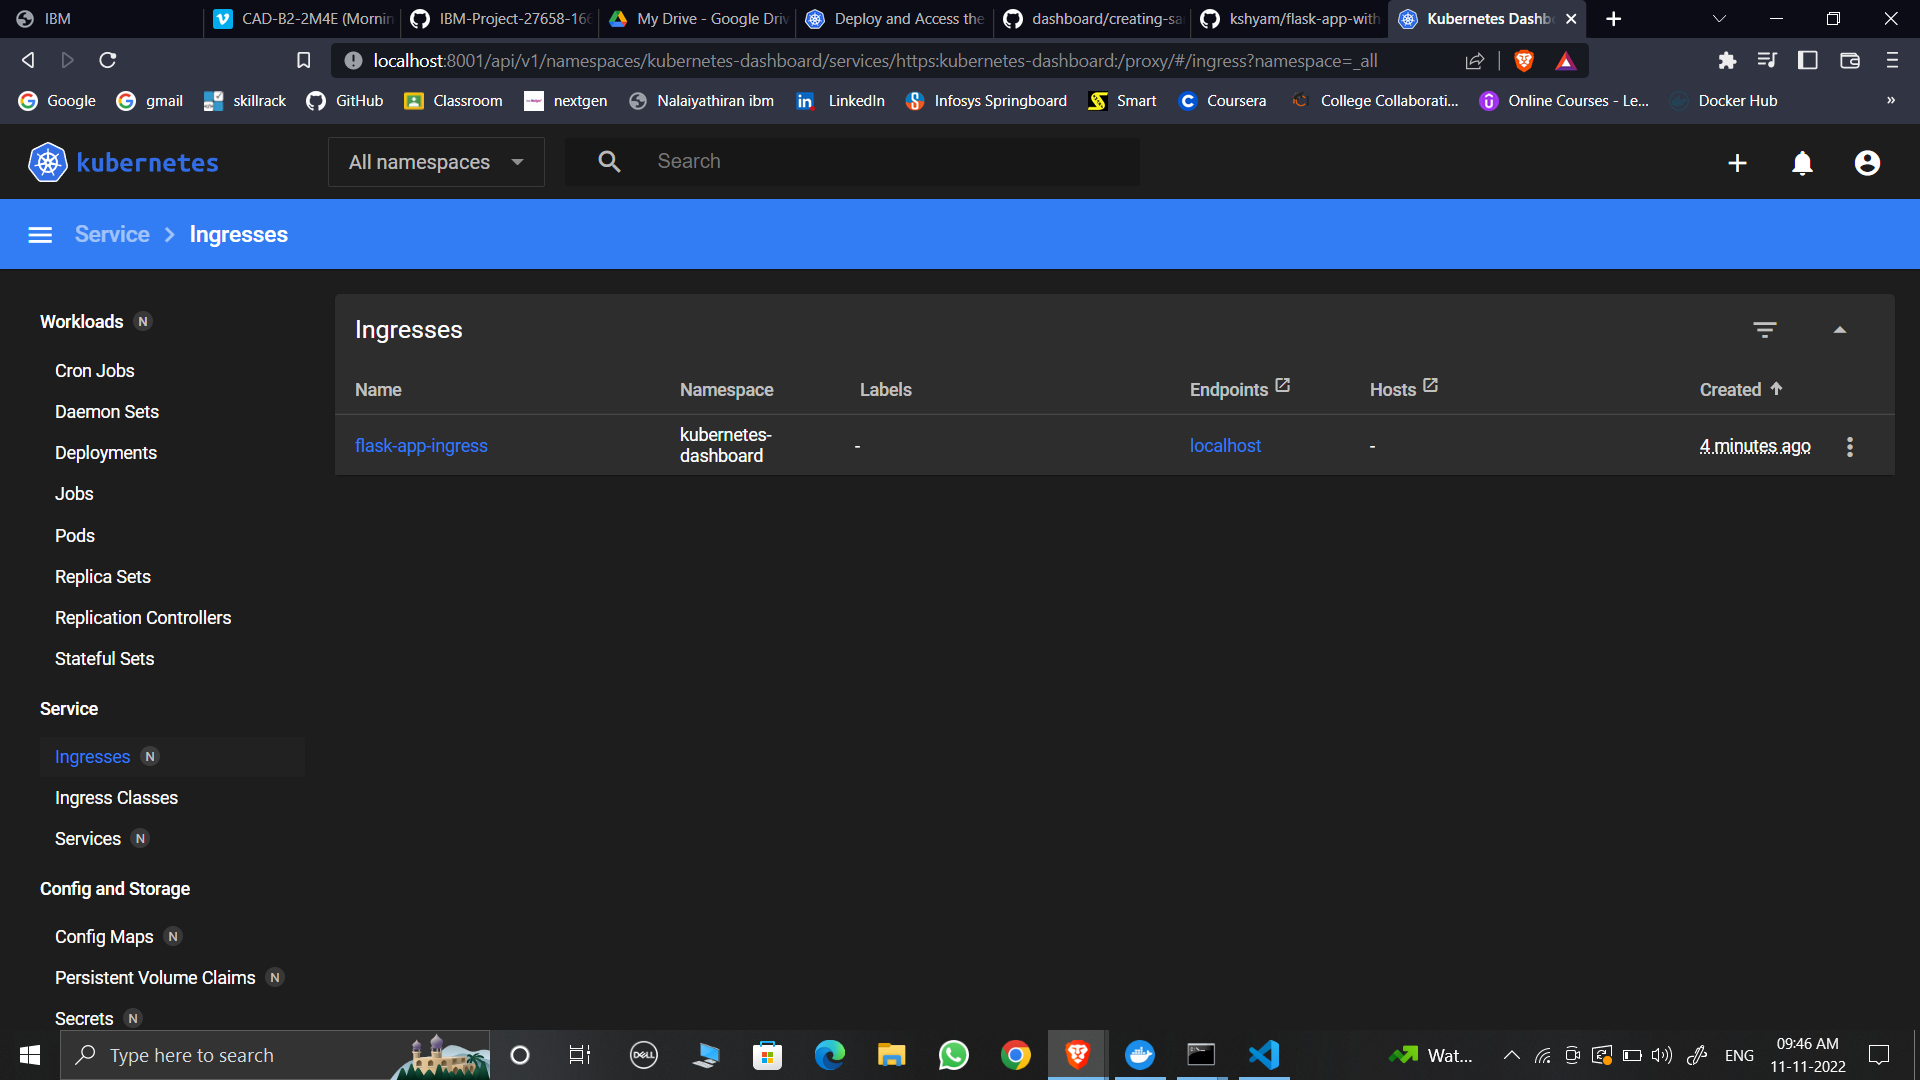 IBM
CAD-B2-2M4E (Mornin
IBM-Project-27658-166
My Drive - Google Driv
Deploy and Access the
dashboard/creating-sa
kshyam/flask-app-with
Kubernetes Dashb
localhost:8001/api/v1/namespaces/kubernetes-dashboard/services/https:kubernetes-dashboard:/proxy/#/ingress?namespace=_all
Google
gmail
skillrack
GitHub
Classroom
nextgen
Nalaiyathiran ibm
LinkedIn
Infosys Springboard
Smart
Coursera
College Collaborati...
Online Courses - Le...
Docker Hub
»
kubernetes
All namespaces
Search
Service
Ingresses
Workloads N
Cron Jobs
Daemon Sets
Deployments
Jobs
Pods
Replica Sets
Replication Controllers
Stateful Sets
Service
Ingresses N
Ingress Classes
Services N
Config and Storage
Config Maps N
Persistent Volume Claims N
Secrets N
Ingresses
Name Namespace Labels Endpoints Hosts Created
flask-app-ingress kubernetes-dashboard - localhost - 4 minutes ago
Type here to search
DELL
Wat...
ENG
09:46 AM
11-11-2022